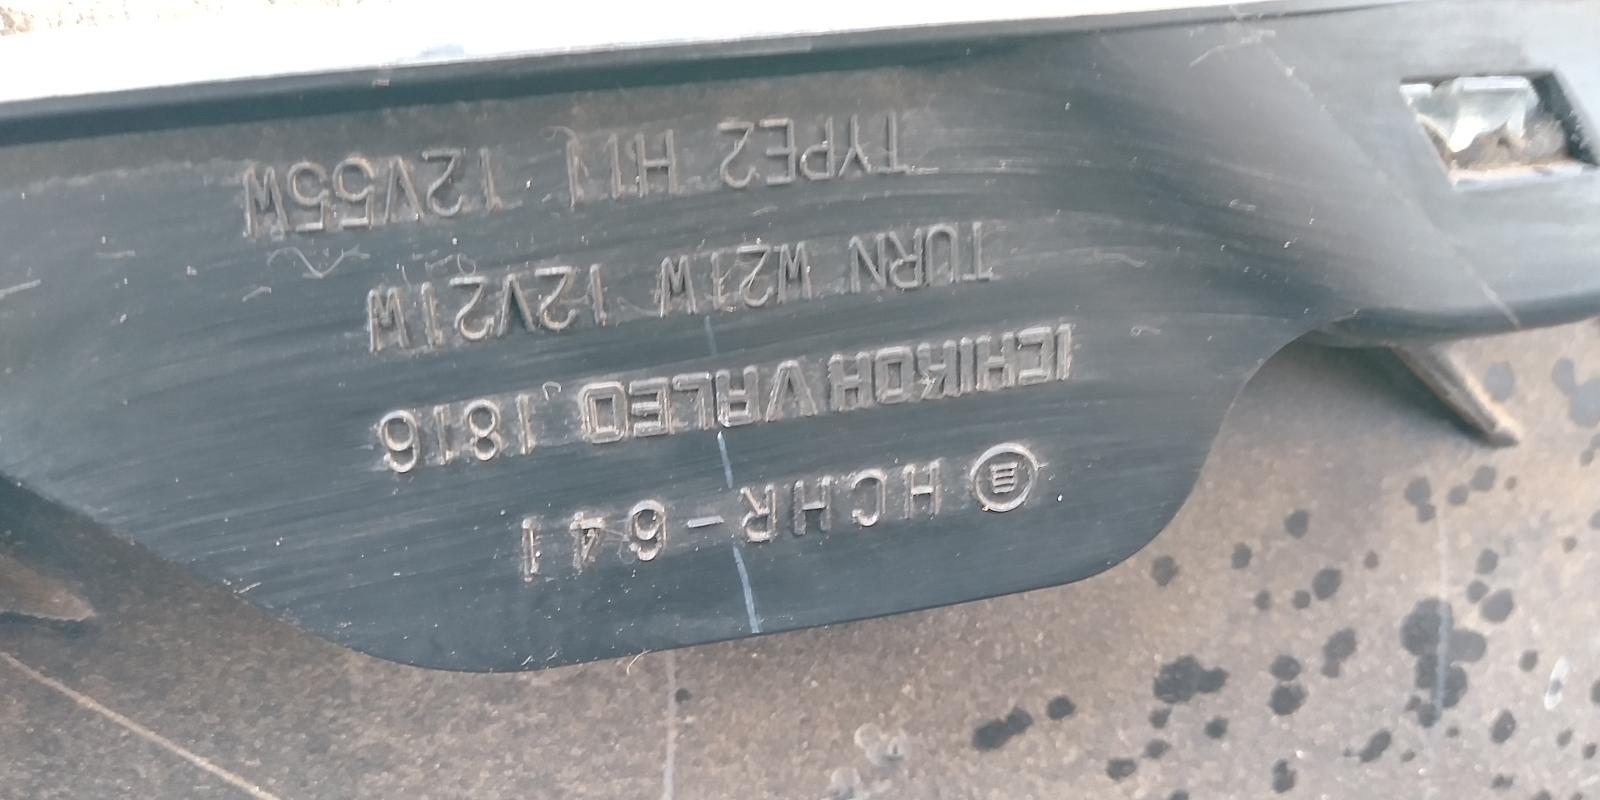 HCHR-641
ICHIKOH VALEO 1816
TURN W21W 12V21W
TYPE2 H11 12V55W